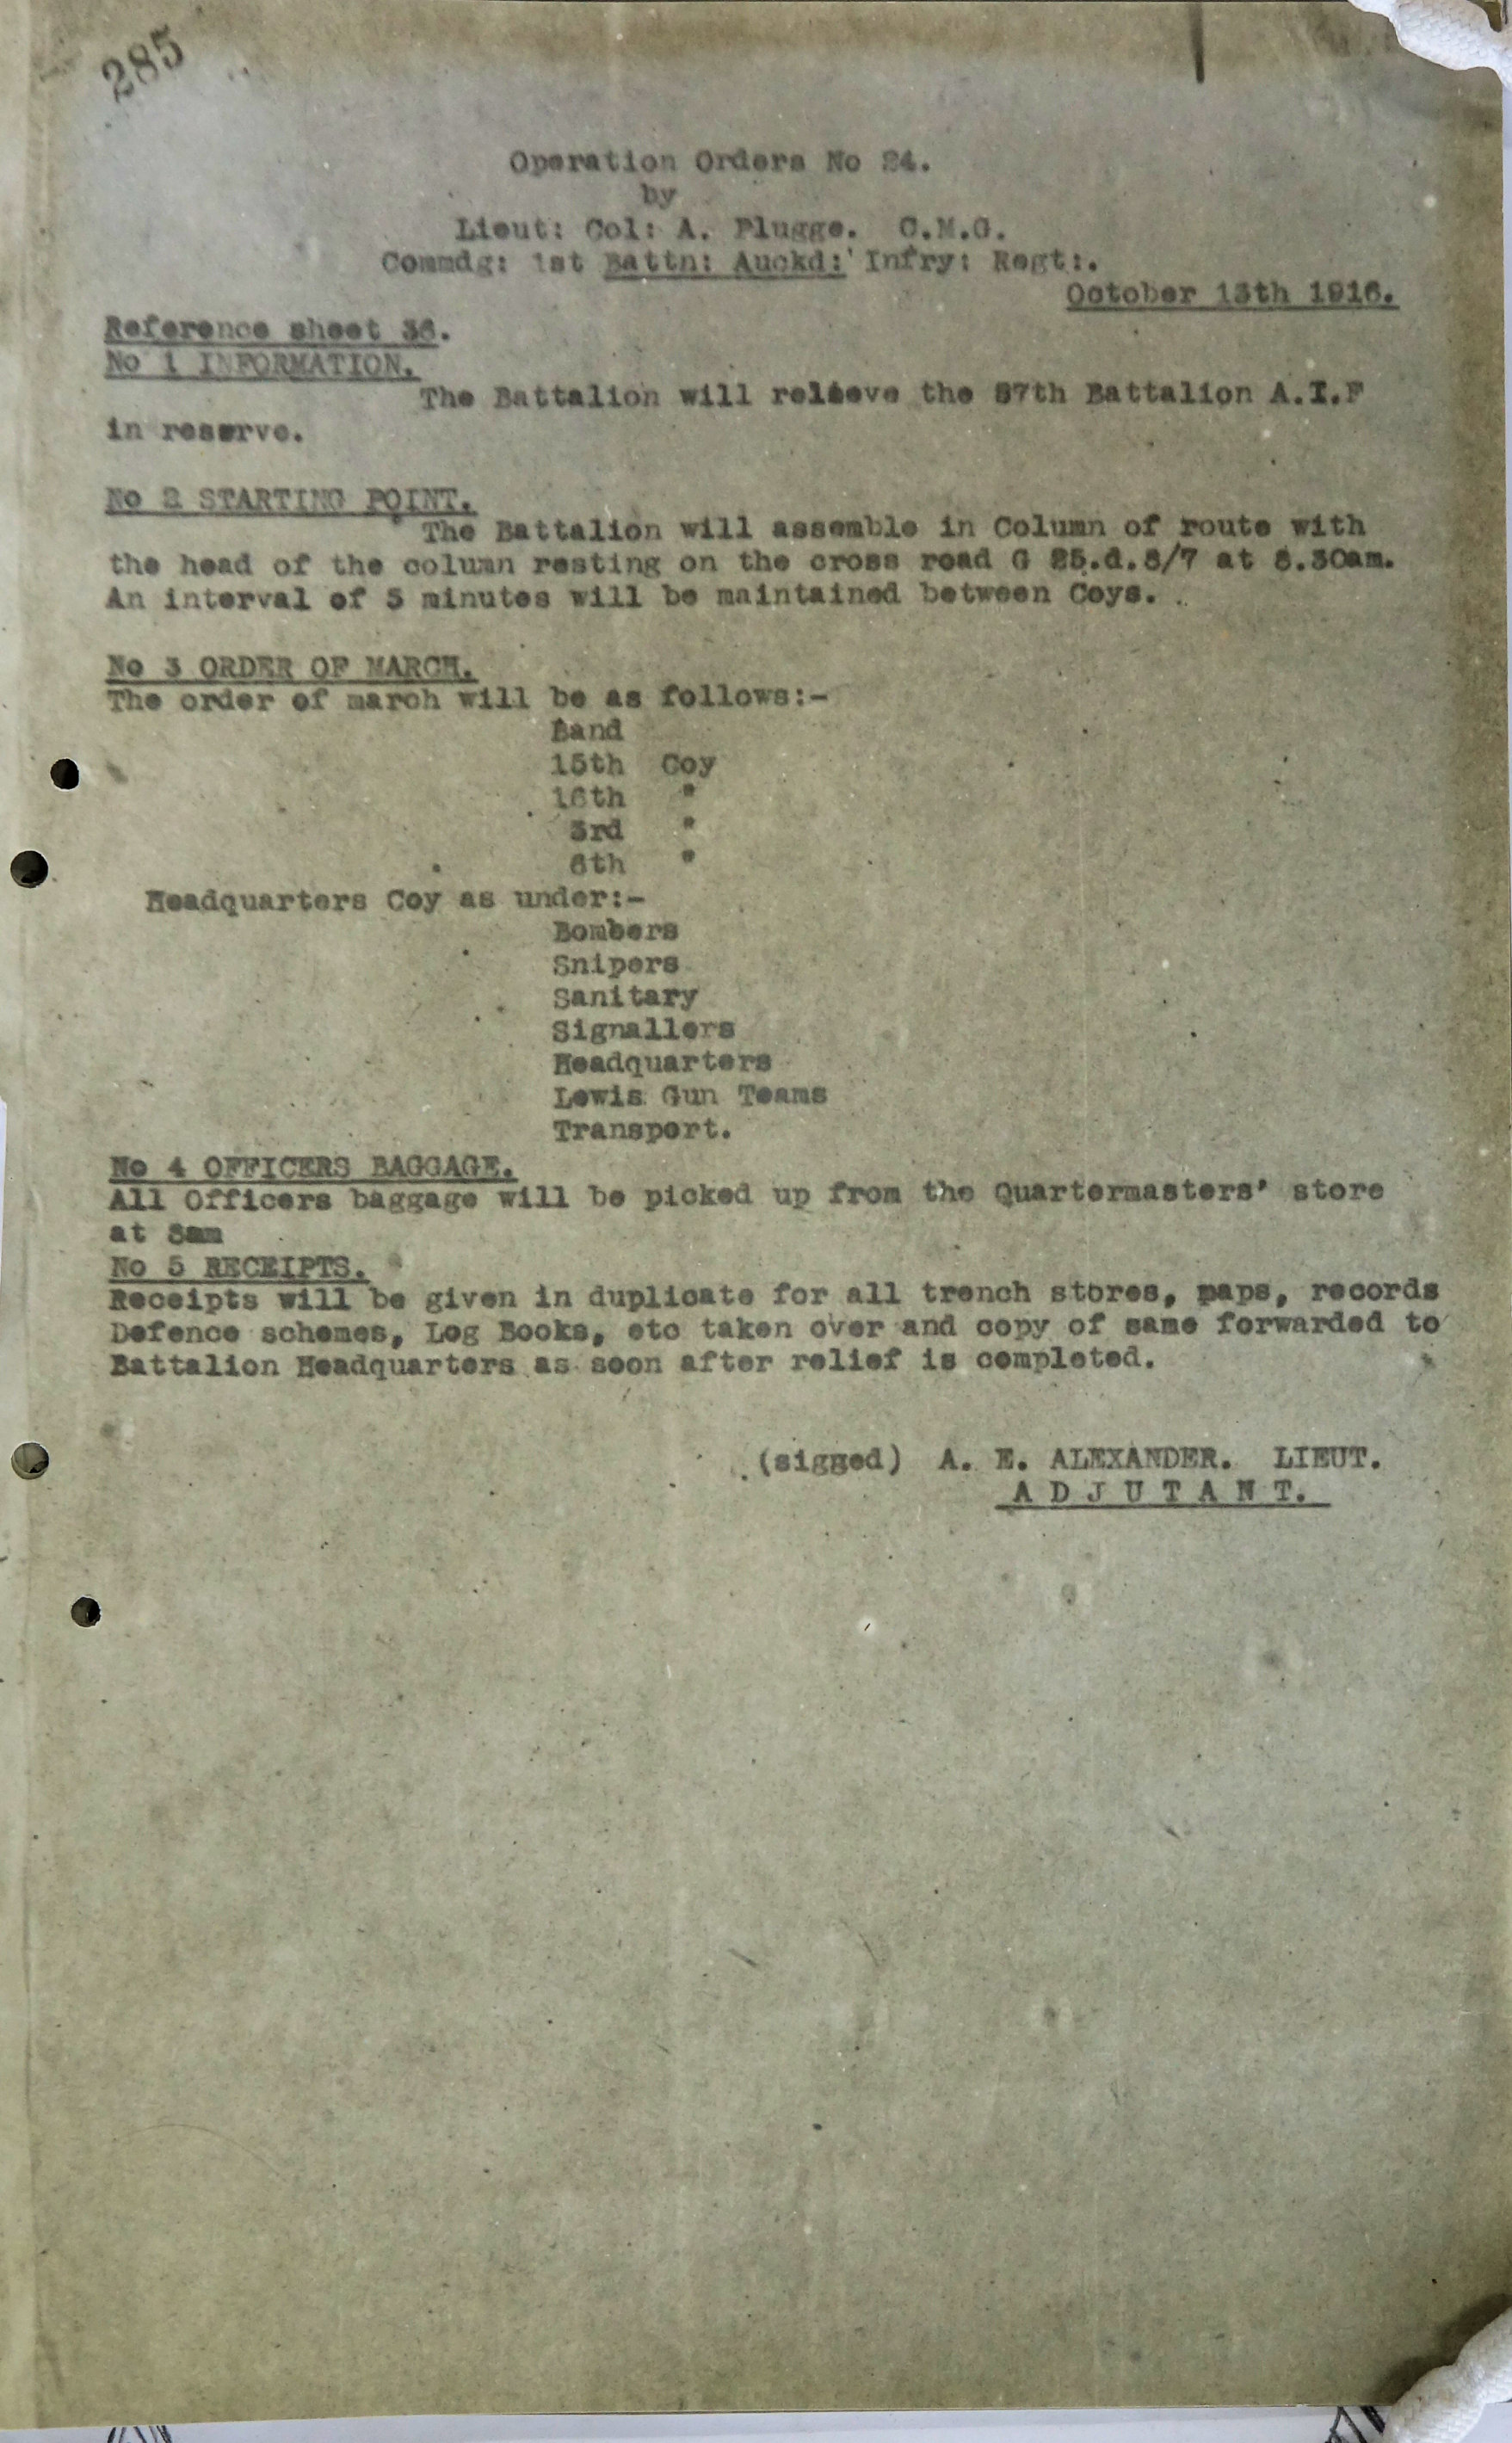 285
Operation Orders No 24.
by
Lieut: Col: A. Plugge. C.M.G.
Commdg: 1st Battn: Auckd: Infry: Regt:.
October 13th 1916.
Reference sheet 36.
No 1 INFORMATION.
The Battalion will relieve the 57th Battalion A.I.F
in reserve.
No 2 STARTING POINT.
The Battalion will assemble in Column of route with
the head of the column resting on the cross road G 25.d.8/7 at 8.30am.
An interval of 5 minutes will be maintained between Coys.
No 3 ORDER OF MARCH.
The order of march will be as follows:-
Band
15th Coy
16th "
3rd "
6th "
Headquarters Coy as under:-
Bombers
Snipers
Sanitary
Signallers
Headquarters
Lewis Gun Teams
Transport.
No 4 OFFICERS BAGGAGE.
All Officers baggage will be picked up from the Quartermasters' store
at 8am
No 5 RECEIPTS.
Receipts will be given in duplicate for all trench stores, maps, records
Defence schemes, Log Books, etc taken over and copy of same forwarded to
Battalion Headquarters as soon after relief is completed.
(signed) A. E. ALEXANDER. LIEUT.
A D J U T A N T.